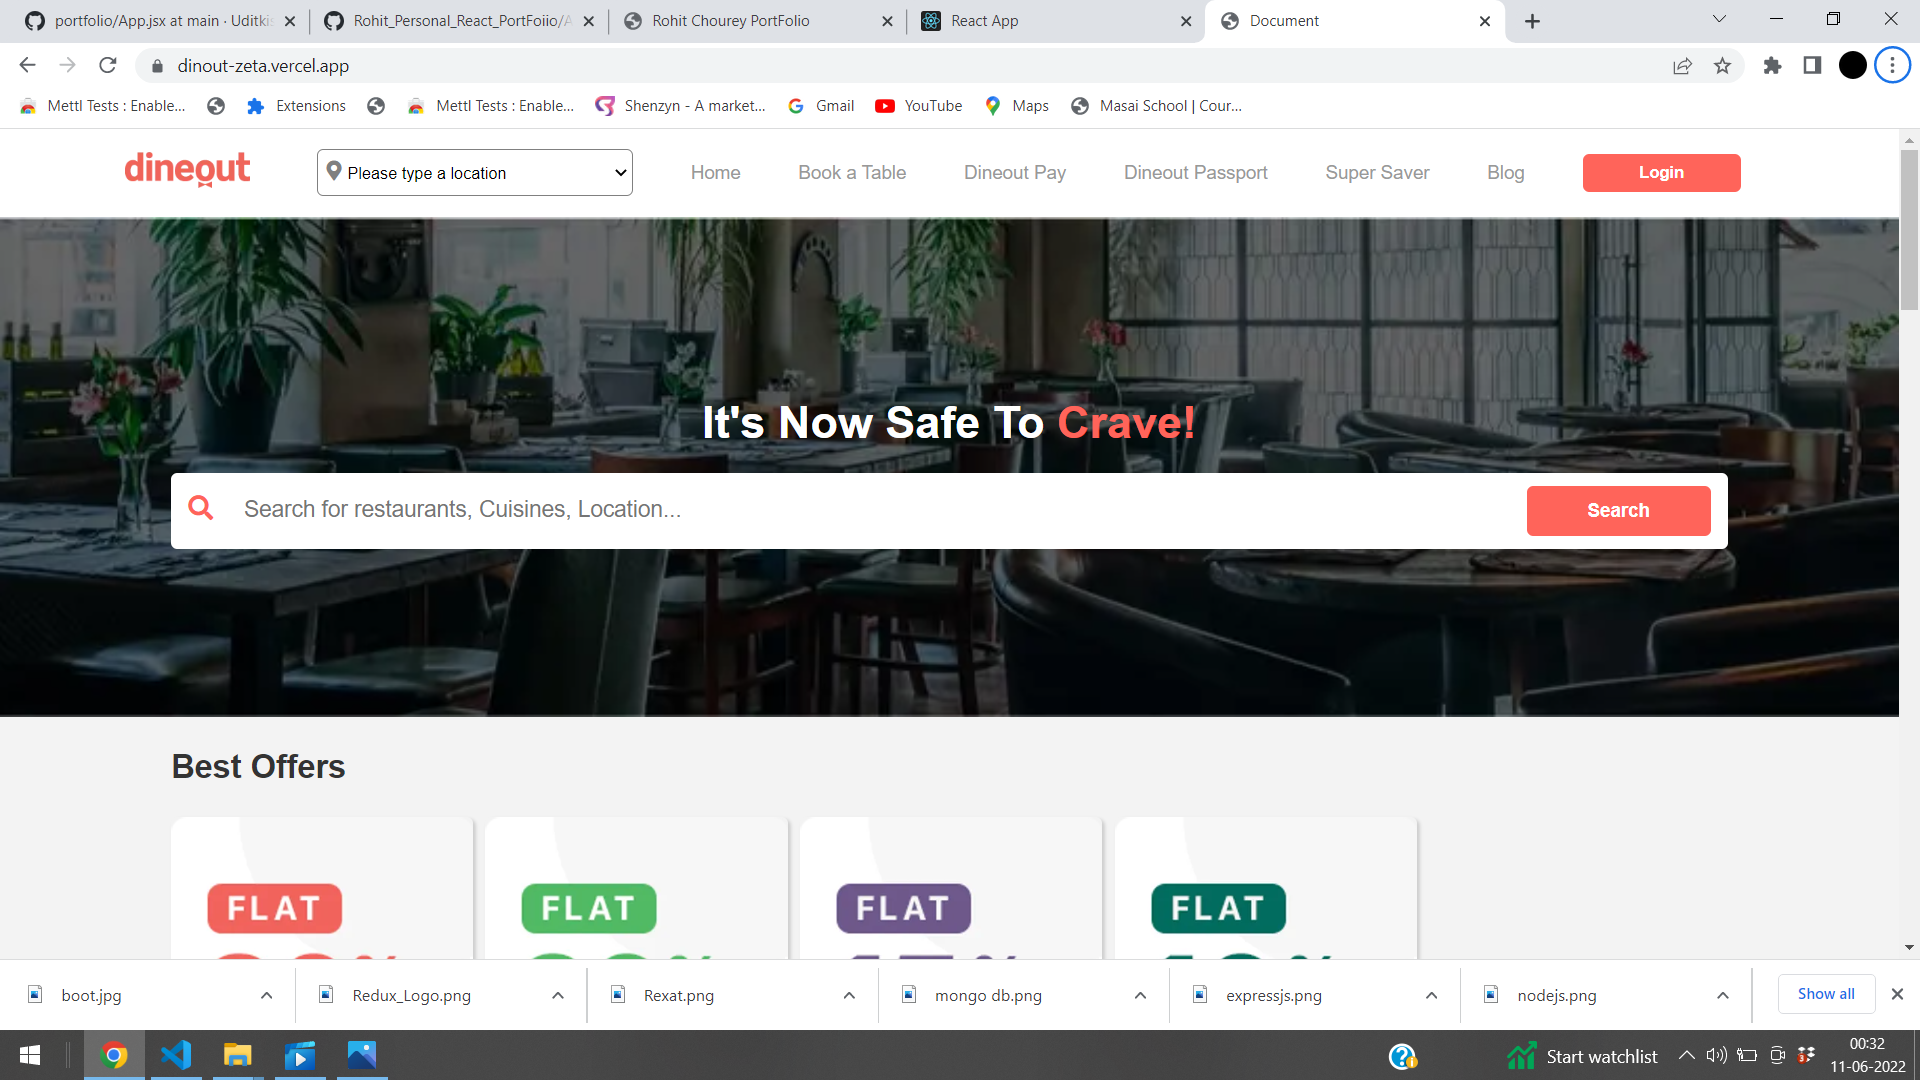 portfolio/App.jsx at main · Uditkis
Rohit_Personal_React_PortFoiio/A
Rohit Chourey PortFolio
React App
Document
dinout-zeta.vercel.app
Mettl Tests : Enable...
Extensions
Mettl Tests : Enable...
Shenzyn - A market...
Gmail
YouTube
Maps
Masai School | Cour...
dineout
Please type a location
Home
Book a Table
Dineout Pay
Dineout Passport
Super Saver
Blog
Login
It's Now Safe To Crave!
Search for restaurants, Cuisines, Location...
Search
Best Offers
FLAT
FLAT
FLAT
FLAT
boot.jpg
Redux_Logo.png
Rexat.png
mongo db.png
expressjs.png
nodejs.png
Show all
Start watchlist
3
00:32
11-06-2022